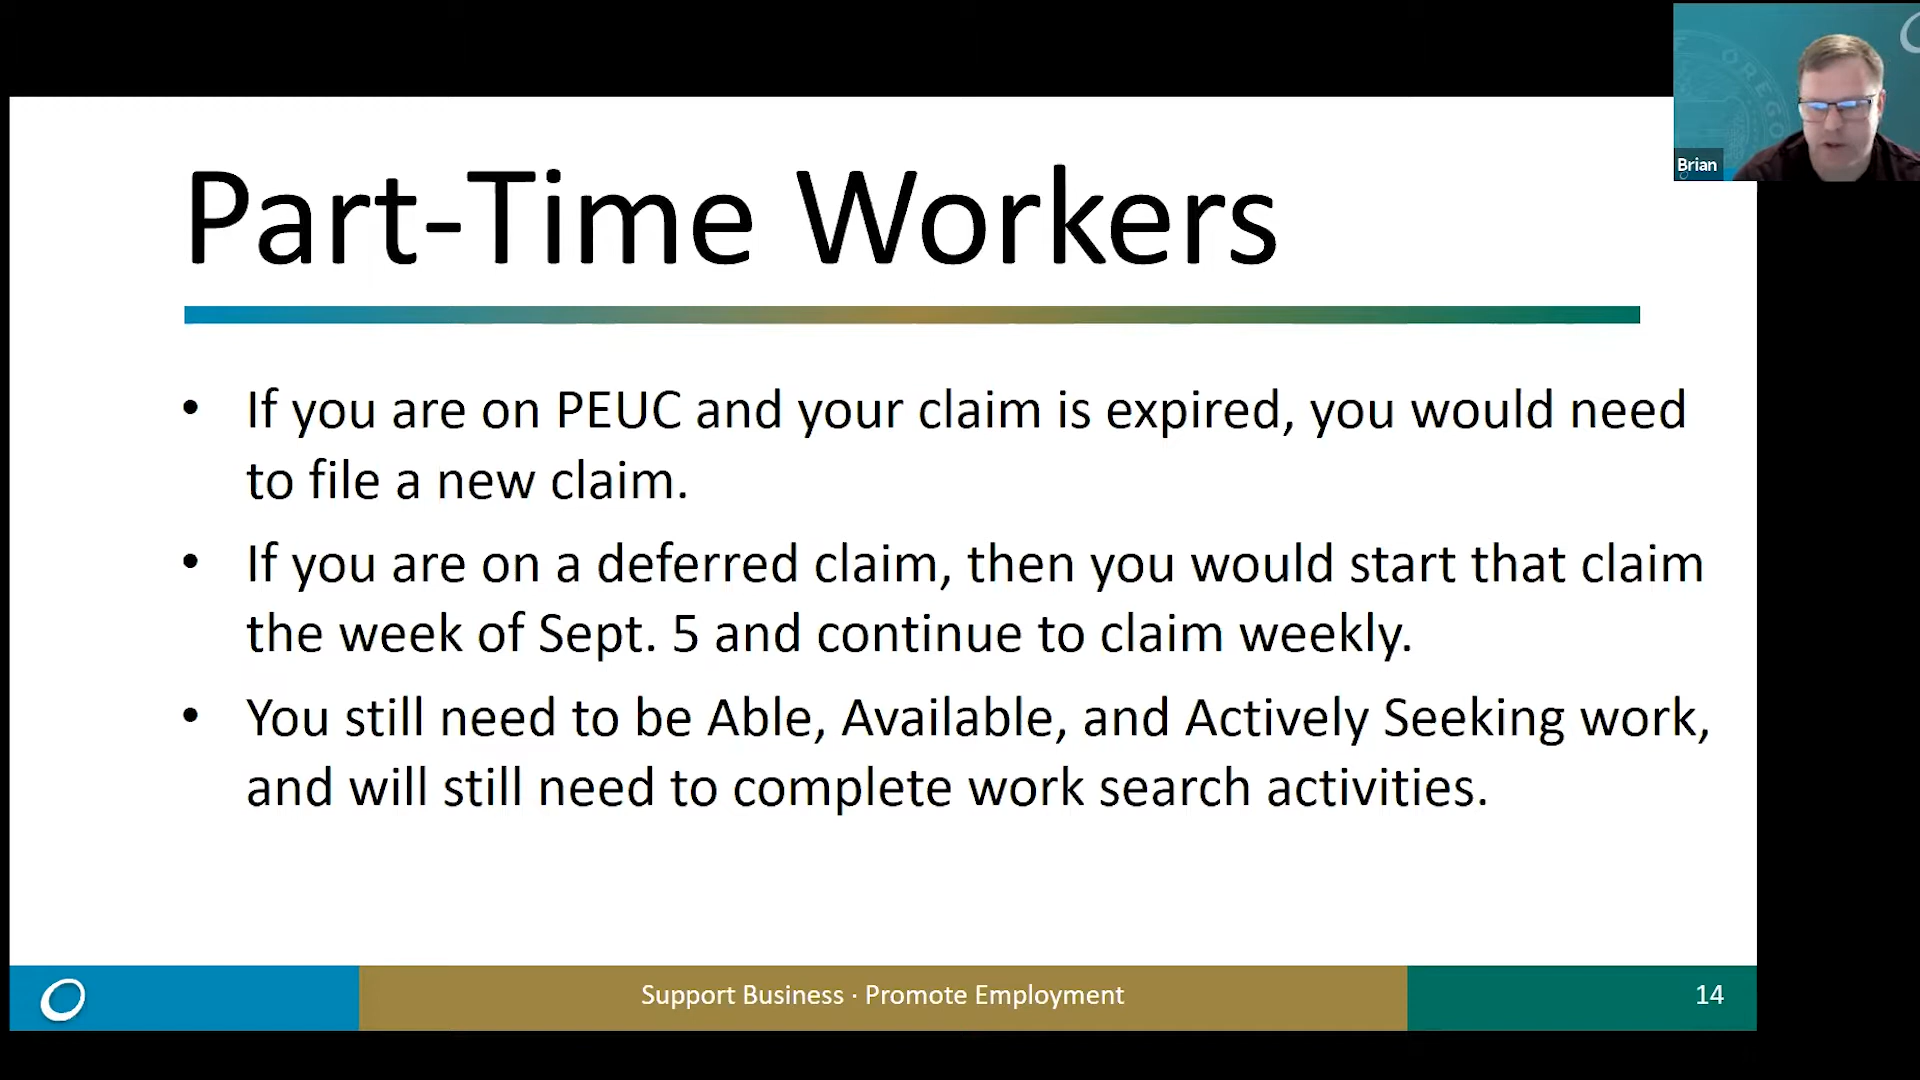 Part-Time Workers
• If you are on PEUC and your claim is expired, you would need
to file a new claim.
• If you are on a deferred claim, then you would start that claim
the week of Sept. 5 and continue to claim weekly.
• You still need to be Able, Available, and Actively Seeking work,
and will still need to complete work search activities.
Support Business · Promote Employment
14
OREGO
Brian